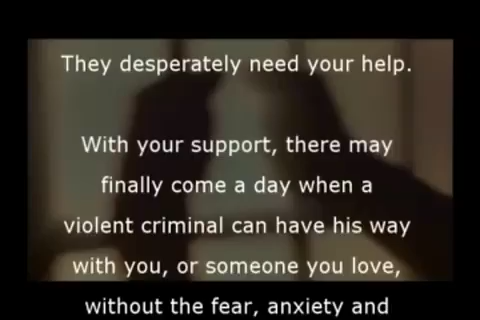 They desperately need your help.
With your support, there may
finally come a day when a
violent criminal can have his way
with you, or someone you love,
without the fear, anxiety and